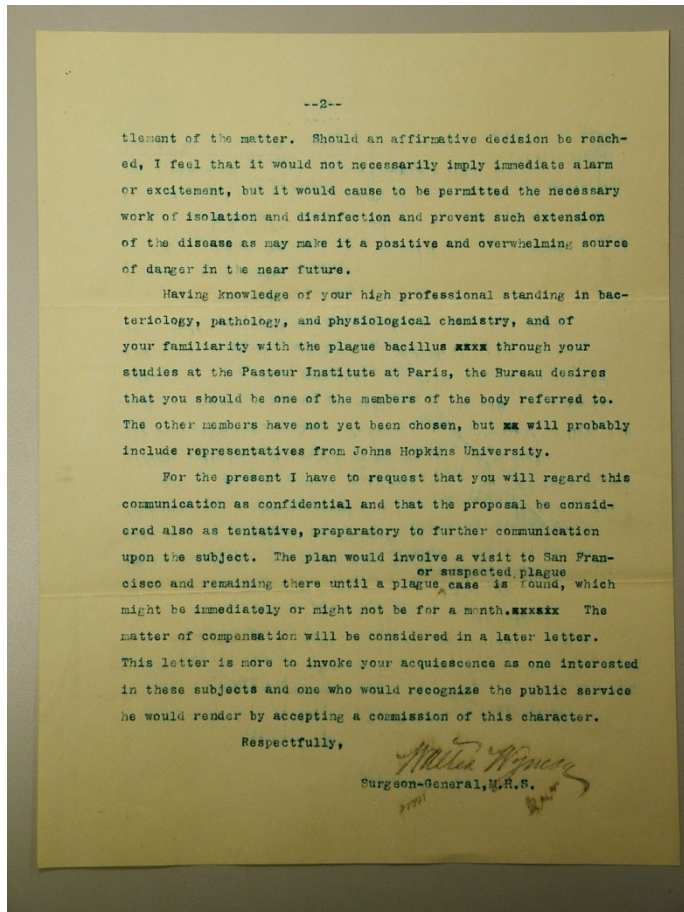 --2--
tlement of the matter. Should an affirmative decision be reach-
ed, I feel that it would not necessarily imply immediate alarm
or excitement, but it would cause to be permitted the necessary
work of isolation and disinfection and prevent such extension
of the disease as may make it a positive and overwhelming source
of danger in the near future.
Having knowledge of your high professional standing in bac-
teriology, pathology, and physiological chemistry, and of
your familiarity with the plague bacillus xxxx through your
studies at the Pasteur Institute at Paris, the Bureau desires
that you should be one of the members of the body referred to.
The other members have not yet been chosen, but xx will probably
include representatives from Johns Hopkins University.
For the present I have to request that you will regard this
communication as confidential and that the proposal be consid-
ered also as tentative, preparatory to further communication
upon the subject. The plan would involve a visit to San Fran-
or suspected plague
cisco and remaining there until a plague case is found, which
might be immediately or might not be for a month. The
matter of compensation will be considered in a later letter.
This letter is more to invoke your acquiescence as one interested
in these subjects and one who would recognize the public service
he would render by accepting a commission of this character.
Respectfully,
Walter Wyman
Surgeon-General, M.H.S.